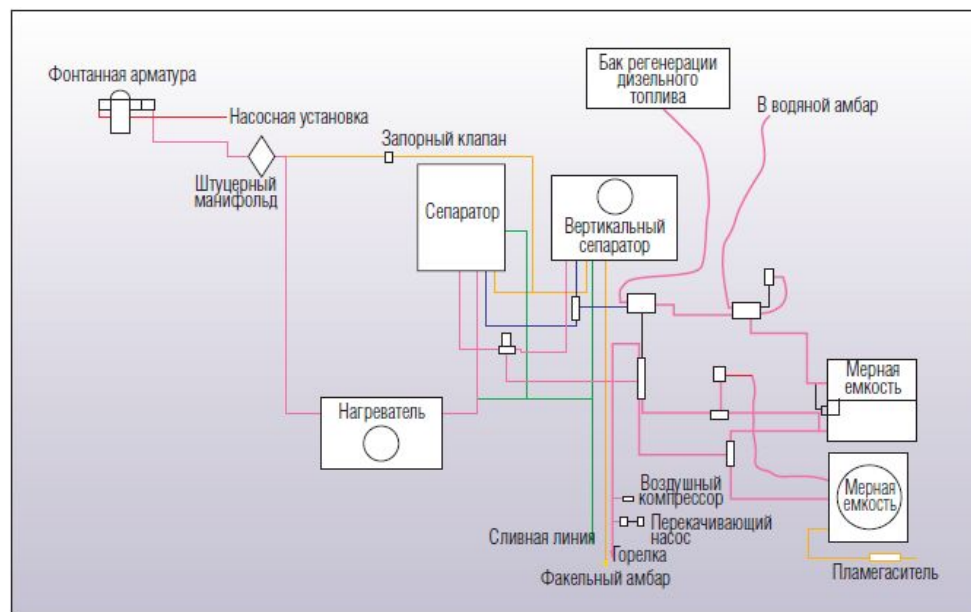 Фонтанная арматура
Насосная установка
Штуцерный
манифольд
Запорный клапан
Сепаратор
Вертикальный
сепаратор
Бак регенерации
дизельного
топлива
В водяной амбар
Нагреватель
Мерная
емкость
Мерная
емкость
Воздушный
компрессор
Перекачивающий
насос
Сливная линия
Горелка
Факельный амбар
Пламегаситель